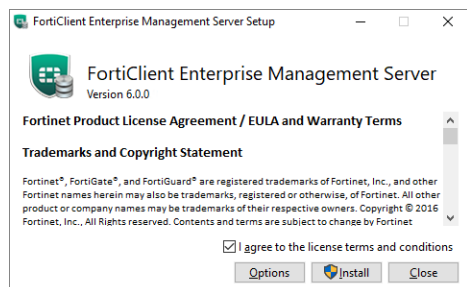 FortiClient Enterprise Management Server Setup
FortiClient Enterprise Management Server
Version 6.0.0
Fortinet Product License Agreement / EULA and Warranty Terms
Trademarks and Copyright Statement
Fortinet®, FortiGate®, and FortiGuard® are registered trademarks of Fortinet, Inc., and other
Fortinet names herein may also be trademarks, registered or otherwise, of Fortinet. All other
product or company names may be trademarks of their respective owners. Copyright © 2016
Fortinet, Inc., All Rights reserved. Contents and terms are subject to change by Fortinet
I agree to the license terms and conditions
Options Install Close